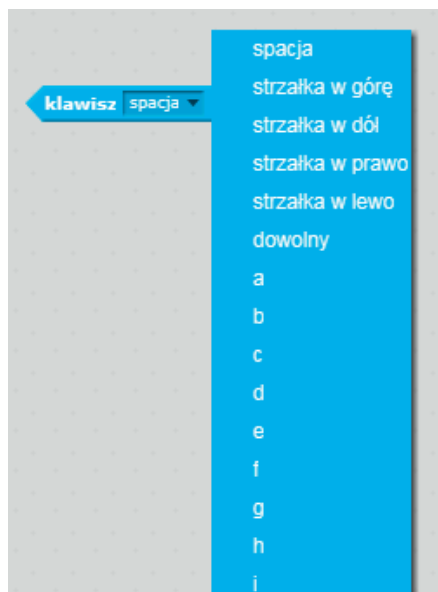 klawisz spacja
spacja
strzałka w górę
strzałka w dół
strzałka w prawo
strzałka w lewo
dowolny
a
b
c
d
e
f
g
h
i